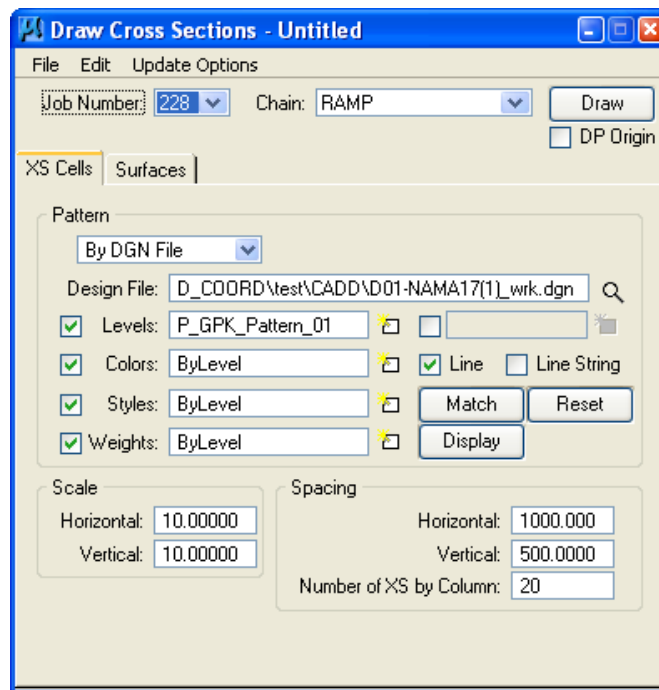 Draw Cross Sections - Untitled
File Edit Update Options
Job Number: 228 Chain: RAMP Draw
DP Origin
XS Cells Surfaces
Pattern
By DGN File
Design File: D_COORD\test\CADD\D01-NAMA17(1)_wrk.dgn
Levels: P_GPK_Pattern_01
Colors: ByLevel Line Line String
Styles: ByLevel Match Reset
Weights: ByLevel Display
Scale Spacing
Horizontal: 10.00000 Horizontal: 1000.000
Vertical: 10.00000 Vertical: 500.0000
Number of XS by Column: 20